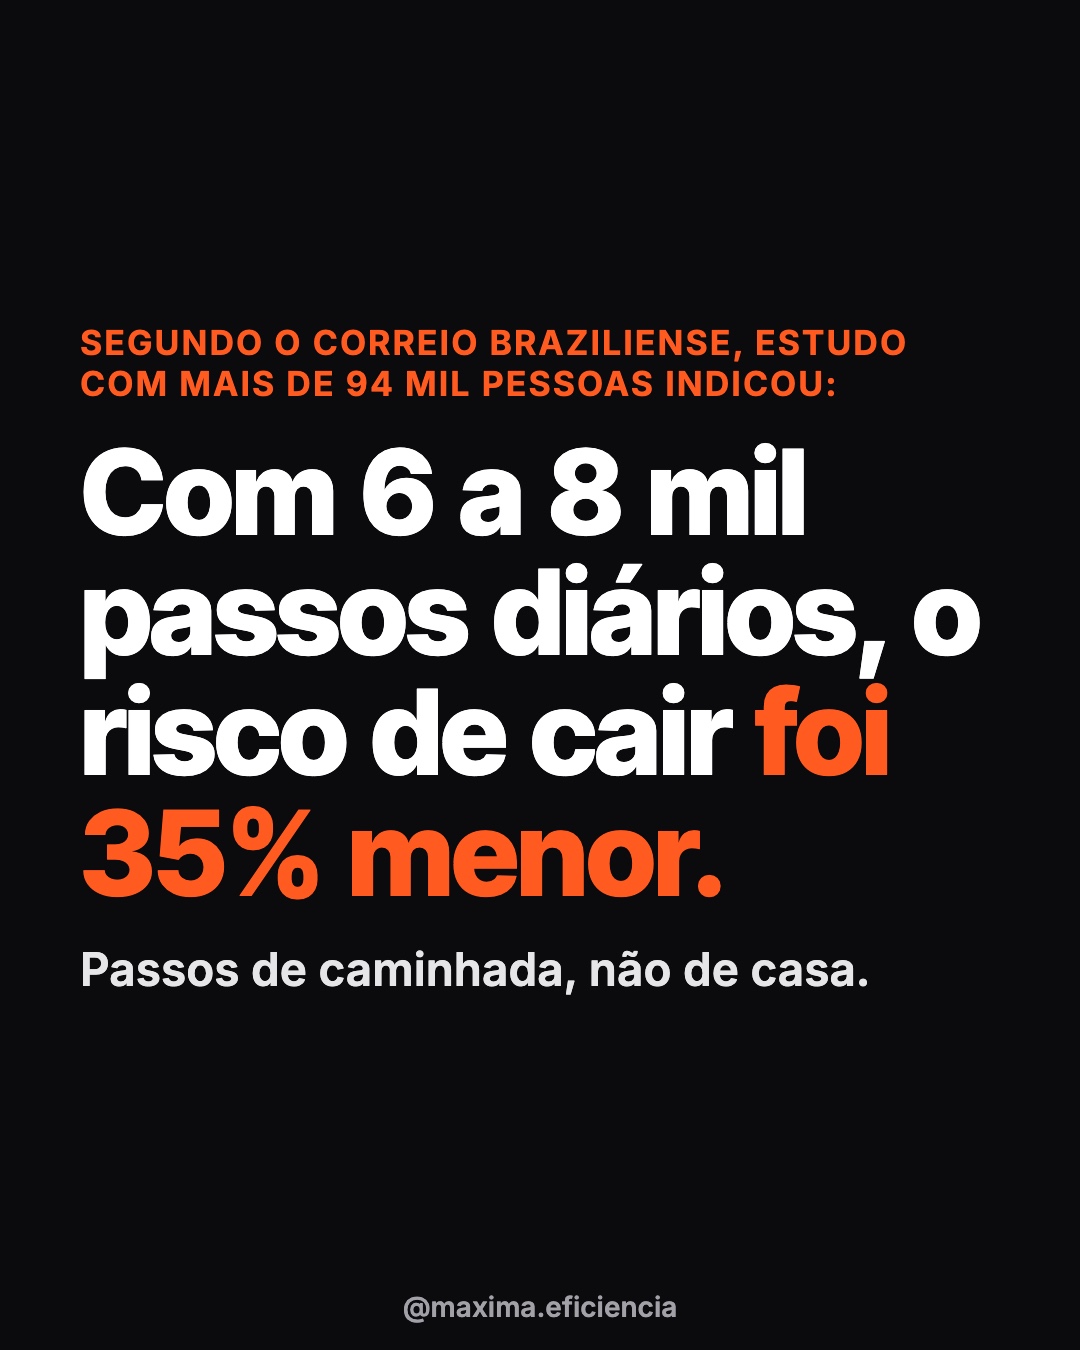 SEGUNDO O CORREIO BRAZILIENSE, ESTUDO
COM MAIS DE 94 MIL PESSOAS INDICOU:
Com 6 a 8 mil
passos diários, o
risco de cair foi
35% menor.
Passos de caminhada, não de casa.
@maxima.eficiencia